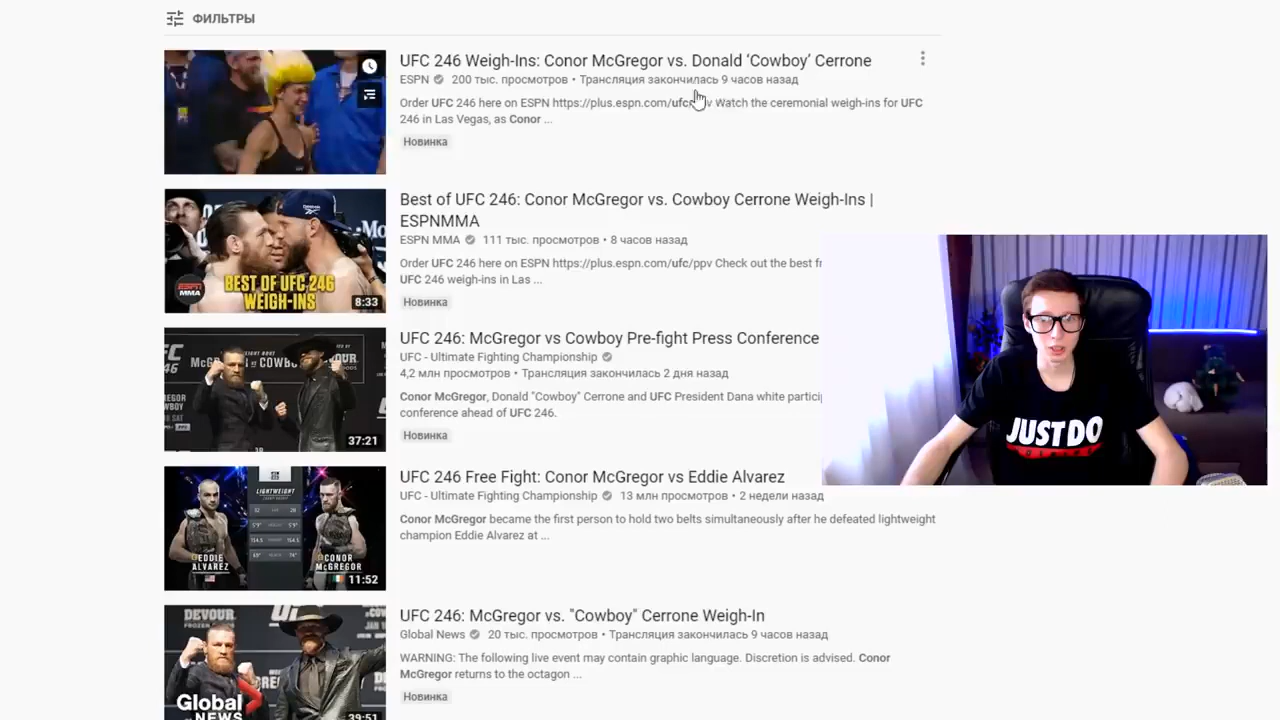 ФИЛЬТРЫ
UFC 246 Weigh-Ins: Conor McGregor vs. Donald ‘Cowboy’ Cerrone
ESPN 200 тыс. просмотров • Трансляция закончилась 9 часов назад
Order UFC 246 here on ESPN https://plus.espn.com/ufc/ppv Watch the ceremonial weigh-ins for UFC
246 in Las Vegas, as Conor ...
Новинка
BEST OF UFC 246
WEIGH-INS
ESPN
MMA
8:33
Best of UFC 246: Conor McGregor vs. Cowboy Cerrone Weigh-Ins |
ESPNMMA
ESPN MMA 111 тыс. просмотров • 8 часов назад
Order UFC 246 here on ESPN https://plus.espn.com/ufc/ppv Check out the best
UFC 246 weigh-ins in Las ...
Новинка
37:21
UFC 246: McGregor vs Cowboy Pre-fight Press Conference
UFC - Ultimate Fighting Championship
4,2 млн просмотров • Трансляция закончилась 2 дня назад
Conor McGregor, Donald "Cowboy" Cerrone and UFC President Dana white
conference ahead of UFC 246.
Новинка
LIGHTWEIGHT
EDDIE
ALVAREZ
CONOR
McGREGOR
11:52
UFC 246 Free Fight: Conor McGregor vs Eddie Alvarez
UFC - Ultimate Fighting Championship 13 млн просмотров • 2 недели назад
Conor McGregor became the first person to hold two belts simultaneously after he defeated lightweight
champion Eddie Alvarez at ...
DEVOUR
Global
NEWS
39:51
UFC 246: McGregor vs. "Cowboy" Cerrone Weigh-In
Global News 20 тыс. просмотров • Трансляция закончилась 9 часов назад
WARNING: The following live event may contain graphic language. Discretion is advised. Conor
McGregor returns to the octagon ...
Новинка
JUST DO